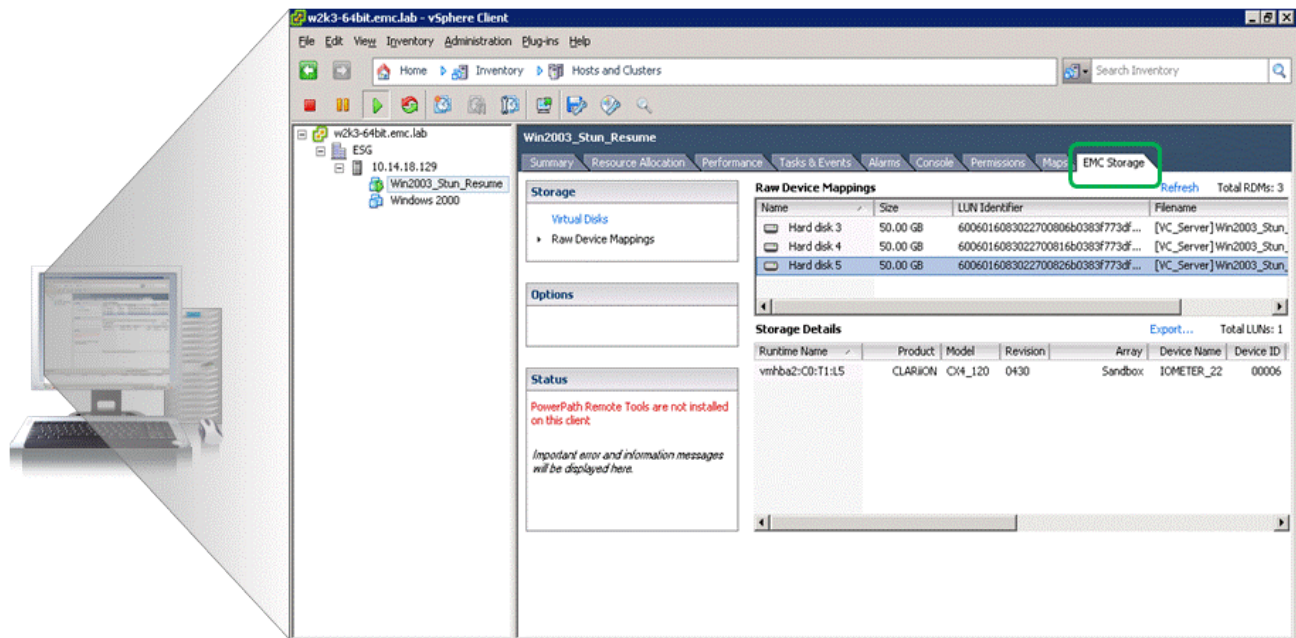 w2k3-64bit.emc.lab - vSphere Client
File Edit View Inventory Administration Plug-ins Help
Home Inventory Hosts and Clusters Search Inventory
w2k3-64bit.emc.lab
ESG
10.14.18.129
Win2003_Stun_Resume
Windows 2000
Win2003_Stun_Resume
Summary Resource Allocation Performance Tasks & Events Alarms Console Permissions Maps EMC Storage
Storage
Virtual Disks
Raw Device Mappings
Options
Status
PowerPath Remote Tools are not installed
on this client
Important error and information messages
will be displayed here.
Raw Device Mappings Refresh Total RDMs: 3
Name Size LUN Identifier Filename
Hard disk 3 50.00 GB 6006016083022700806b0383f773df... [VC_Server] Win2003_Stun_
Hard disk 4 50.00 GB 6006016083022700816b0383f773df... [VC_Server] Win2003_Stun_
Hard disk 5 50.00 GB 6006016083022700826b0383f773df... [VC_Server] Win2003_Stun_
Storage Details Export... Total LUNs: 1
Runtime Name Product Model Revision Array Device Name Device ID
vmhba2:C0:T1:L5 CLARiiON CX4_120 0430 Sandbox IOMETER_22 00006